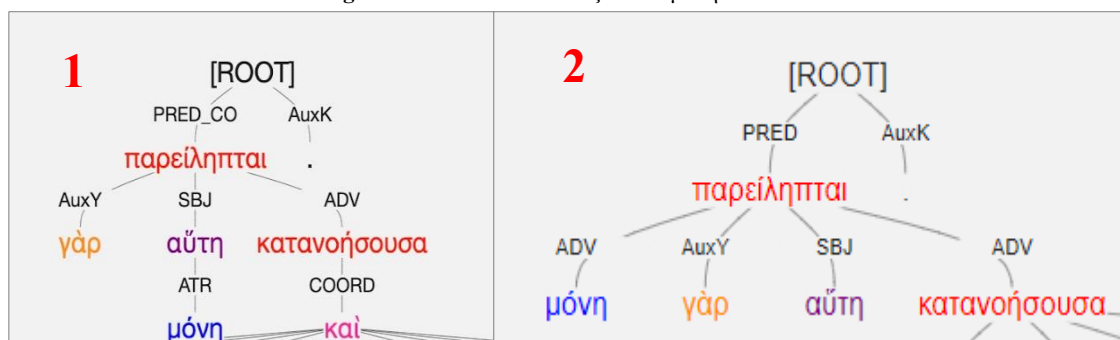 1
[ROOT]
PRED_CO AuxK
παρείληπται .
AuxY SBJ ADV
γὰρ αὕτη κατανοήσουσα
ATR COORD
μόνη καὶ
2
[ROOT]
PRED AuxK
παρείληπται .
ADV AuxY SBJ ADV
μόνη γὰρ αὕτη κατανοήσουσα